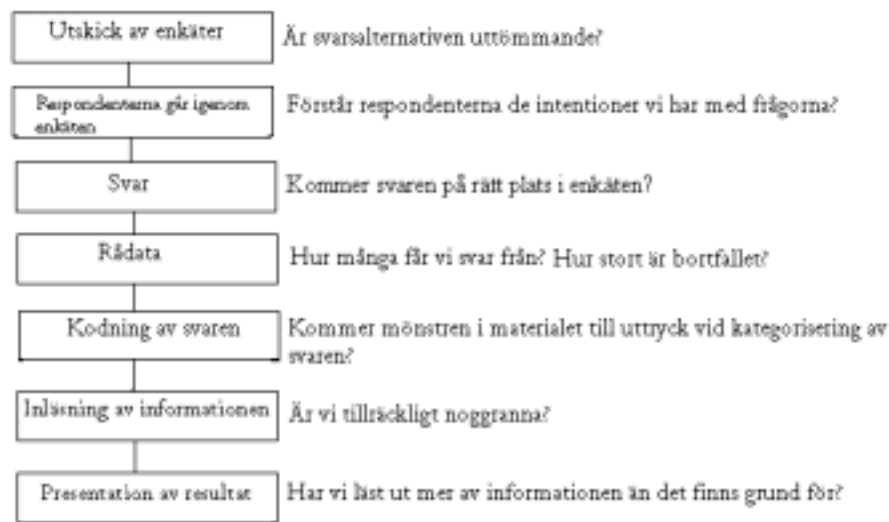 Utskick av enkäter
Är svarsalternativen uttömmande?
Respondenterna går igenom
enkäten
Förstår respondenterna de intentioner vi har med frågorna?
Svar
Kommer svaren på rätt plats i enkäten?
Rådata
Hur många får vi svar från? Hur stort är bortfallet?
Kodning av svaren
Kommer mönstren i materialet till uttryck vid kategorisering av
svaren?
Inläsning av informationen
Är vi tillräckligt noggranna?
Presentation av resultat
Har vi läst ut mer av informationen än det finns grund för?